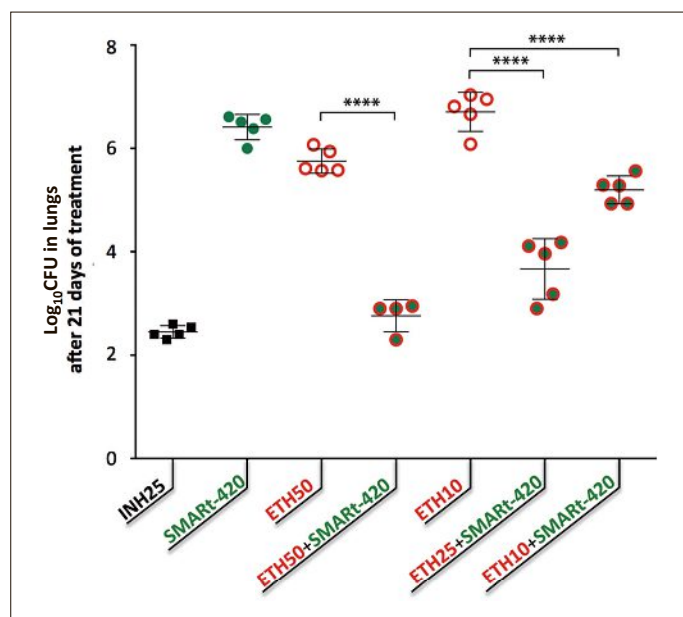 Log₁₀CFU in lungs
after 21 days of treatment
8
6
4
2
0
****
****
****
INH25
SMARt-420
ETH50
ETH50+SMARt-420
ETH10
ETH25+SMARt-420
ETH10+SMARt-420